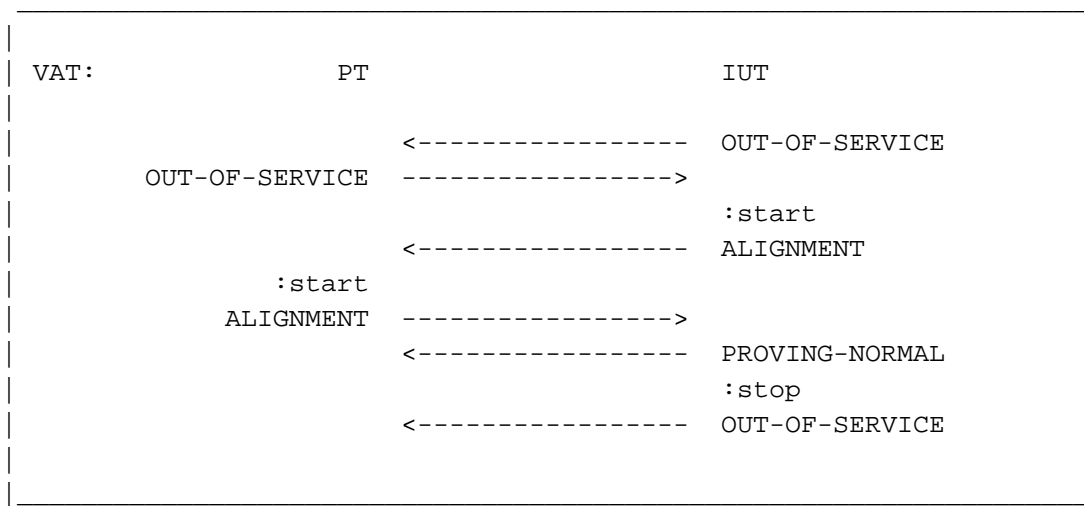 VAT: PT IUT
<----------------- OUT-OF-SERVICE
OUT-OF-SERVICE ----------------->
:start
<----------------- ALIGNMENT
:start
ALIGNMENT ----------------->
<----------------- PROVING-NORMAL
:stop
<----------------- OUT-OF-SERVICE